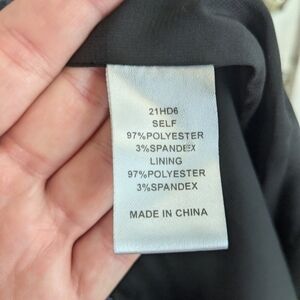 21HD6
SELF
97%POLYESTER
3%SPANDEX
LINING
97%POLYESTER
3%SPANDEX
MADE IN CHINA